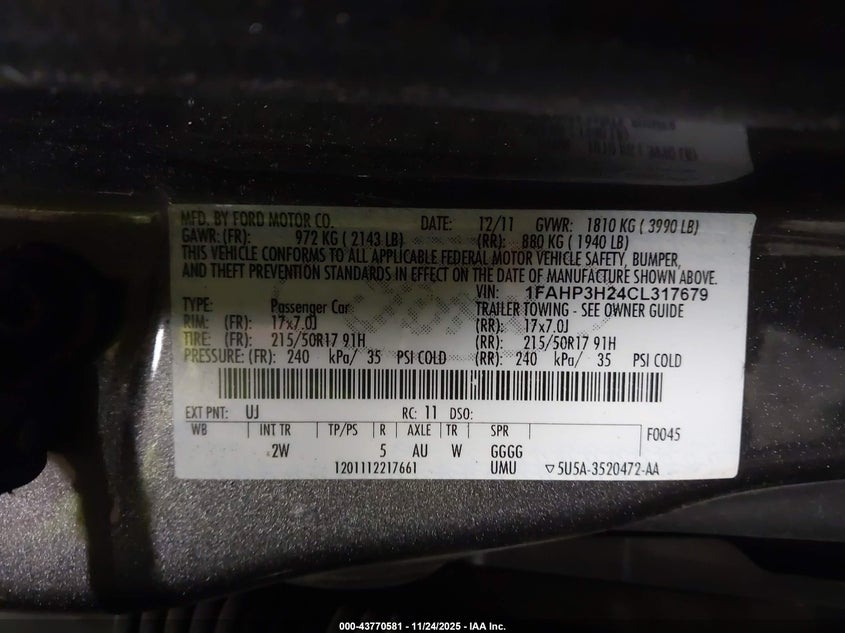 MFD. BY FORD MOTOR CO. DATE: 12/11 GVWR: 1810 KG ( 3990 LB)
GAWR: (FR): 972 KG ( 2143 LB) (RR): 880 KG ( 1940 LB)
THIS VEHICLE CONFORMS TO ALL APPLICABLE FEDERAL MOTOR VEHICLE SAFETY, BUMPER,
AND THEFT PREVENTION STANDARDS IN EFFECT ON THE DATE OF MANUFACTURE SHOWN ABOVE.
VIN: 1FAHP3H24CL317679
TYPE: Passenger Car TRAILER TOWING - SEE OWNER GUIDE
RIM: (FR): 17x7.0J (RR): 17x7.0J
TIRE: (FR): 215/50R17 91H (RR): 215/50R17 91H
PRESSURE: (FR): 240 kPa/ 35 PSI COLD (RR): 240 kPa/ 35 PSI COLD
EXT PNT: UJ RC: 11 DSO:
WB INT TR TP/PS R AXLE TR SPR F0045
2W 5 AU W GGGG
1201112217661 UMU ▽5U5A-3520472-AA
000-43770581 - 11/24/2025 - IAA Inc.